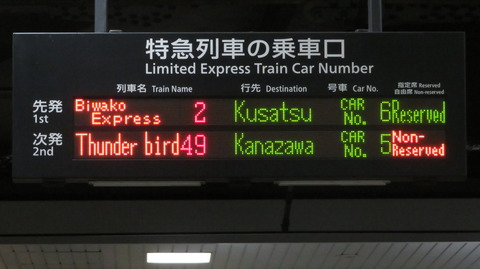 特急列車の乗車口
Limited Express Train Car Number
列車名 Train Name 行先 Destination 号車 Car No. 指定席 Reserved
自由席 Non-reserved
先発 Biwako 2 Kusatsu CAR 6 Reserved
1st Express No.
次発 Thunder bird 49 Kanazawa CAR 5 Non-
2nd No. Reserved